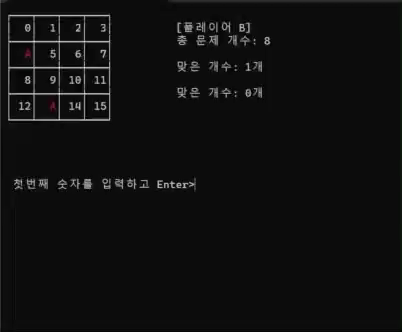 0 1 2 3
A 5 6 7
8 9 10 11
12 A 14 15
[플레이어 B]
총 문제 개수: 8
맞은 개수: 1개
맞은 개수: 0개
첫번째 숫자를 입력하고 Enter>